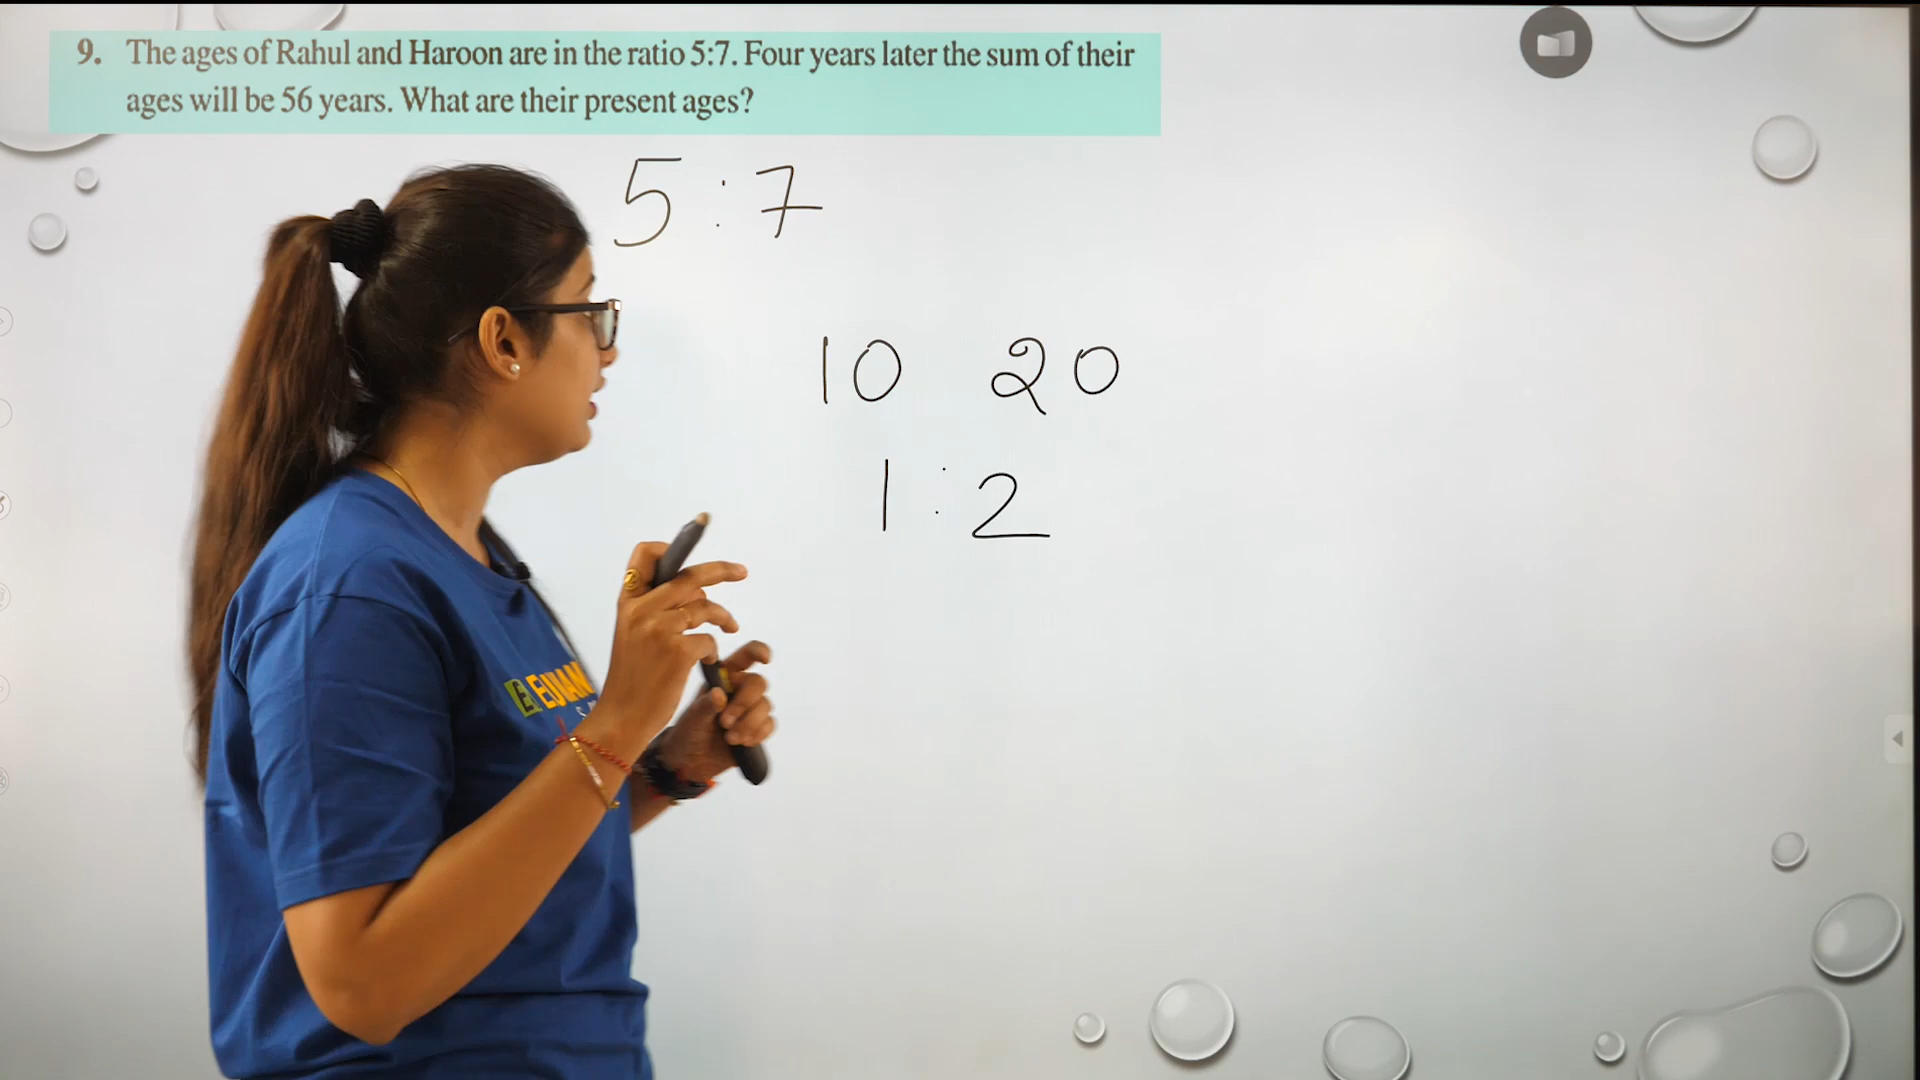 9. The ages of Rahul and Haroon are in the ratio 5:7. Four years later the sum of their
ages will be 56 years. What are their present ages?
5 : 7
10 20
1 : 2